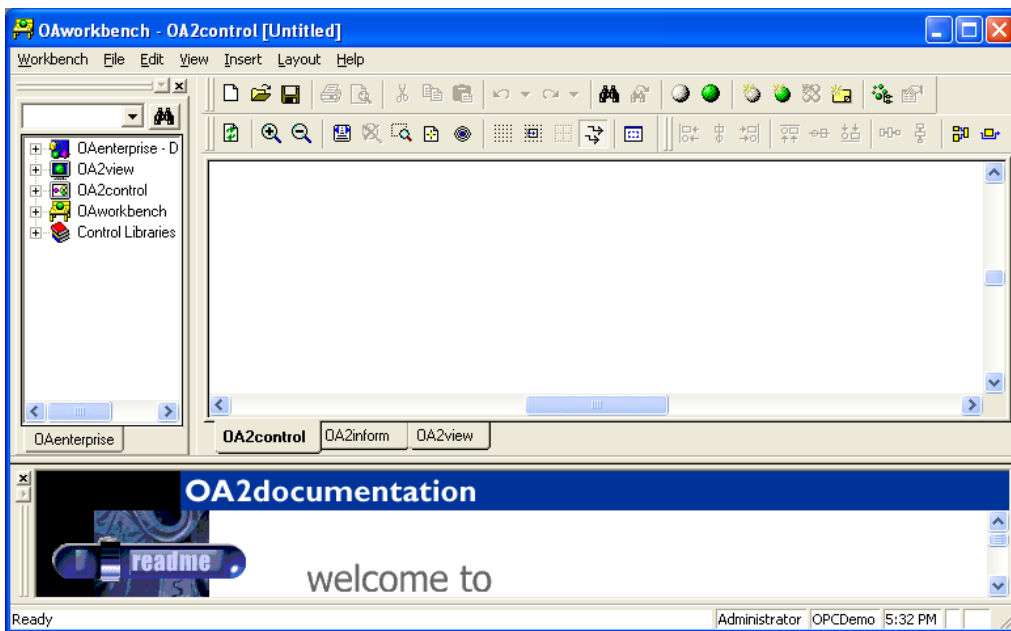 OAworkbench - OA2control [Untitled]
Workbench File Edit View Insert Layout Help
OAenterprise - D
OA2view
OA2control
OAworkbench
Control Libraries
OAenterprise
OA2control OA2inform OA2view
OA2documentation
readme
welcome to
Ready Administrator OPCDemo 5:32 PM